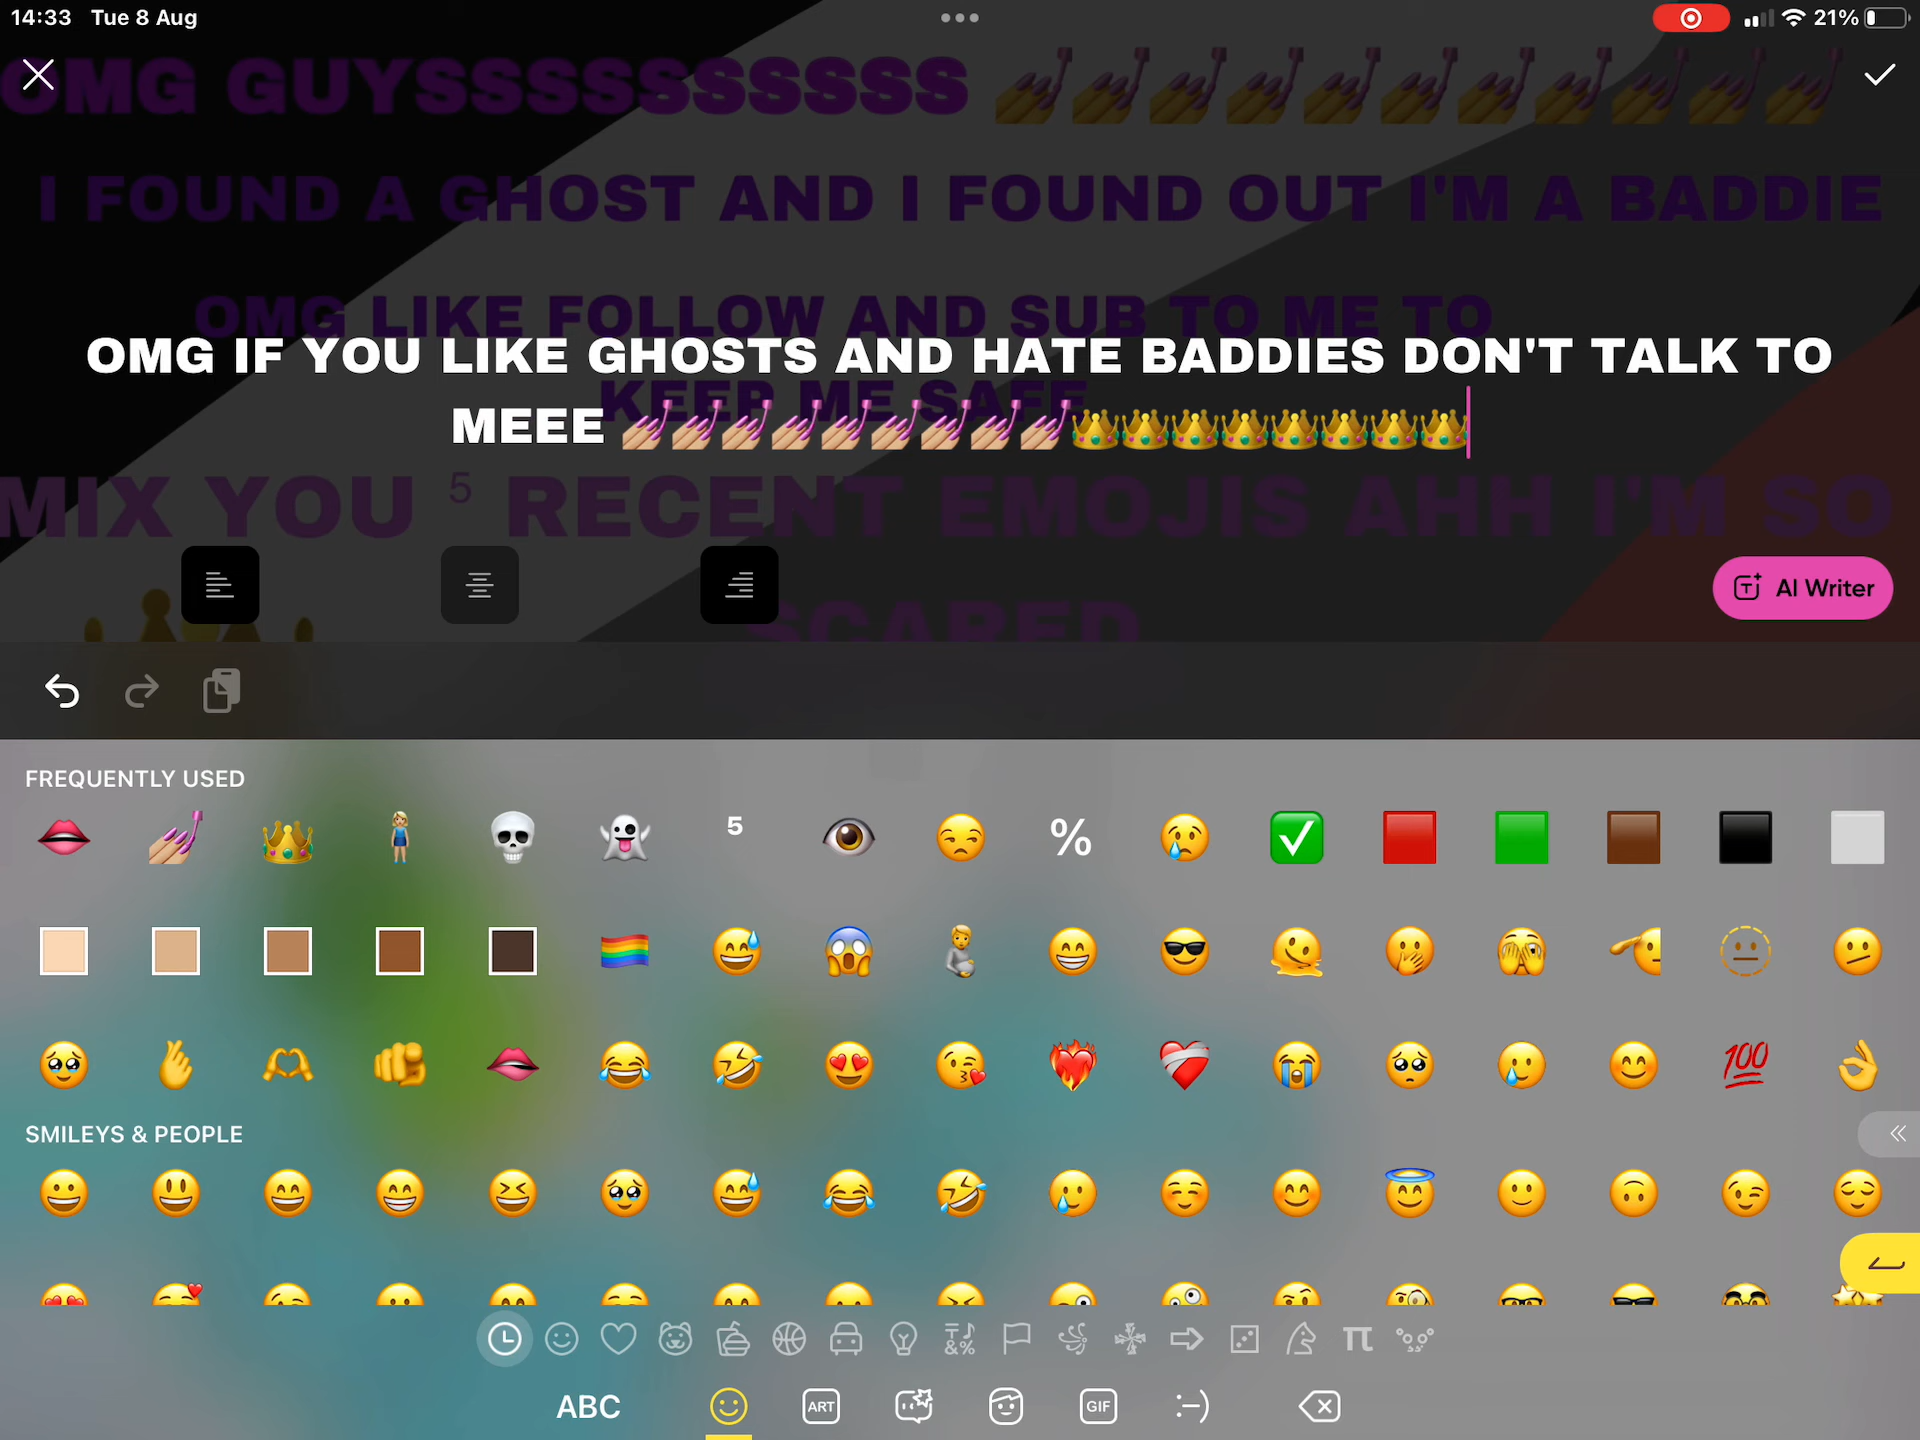 14:33 Tue 8 Aug 21%
OMG GUYSSSSSSSSSSS 💅💅💅💅💅💅💅💅💅💅💅
I FOUND A GHOST AND I FOUND OUT I'M A BADDIE
OMG LIKE FOLLOW AND SUB TO ME TO
KEEP ME SAFE
OMG IF YOU LIKE GHOSTS AND HATE BADDIES DON'T TALK TO
MEEE 💅🏼💅🏼💅🏼💅🏼💅🏼💅🏼💅🏼💅🏼💅🏼👑👑👑👑👑👑👑👑
MIX YOU ⁵ RECENT EMOJIS AHH I'M SO
SCARED
AI Writer
FREQUENTLY USED
5 %
100
SMILEYS & PEOPLE
ABC ART GIF :-)